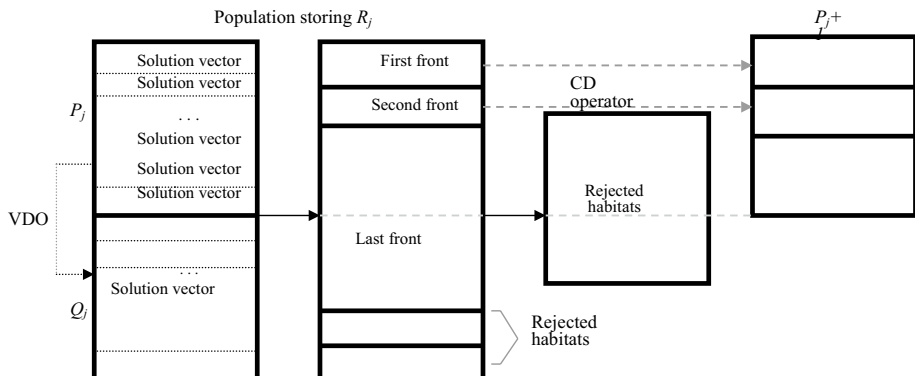 Population storing Rj
Pj+
1
Solution vector
Solution vector
. . .
Solution vector
Solution vector
Solution vector
Pj
VDO
. . .
Solution vector
Qj
First front
Second front
Last front
CD
operator
Rejected
habitats
Rejected
habitats